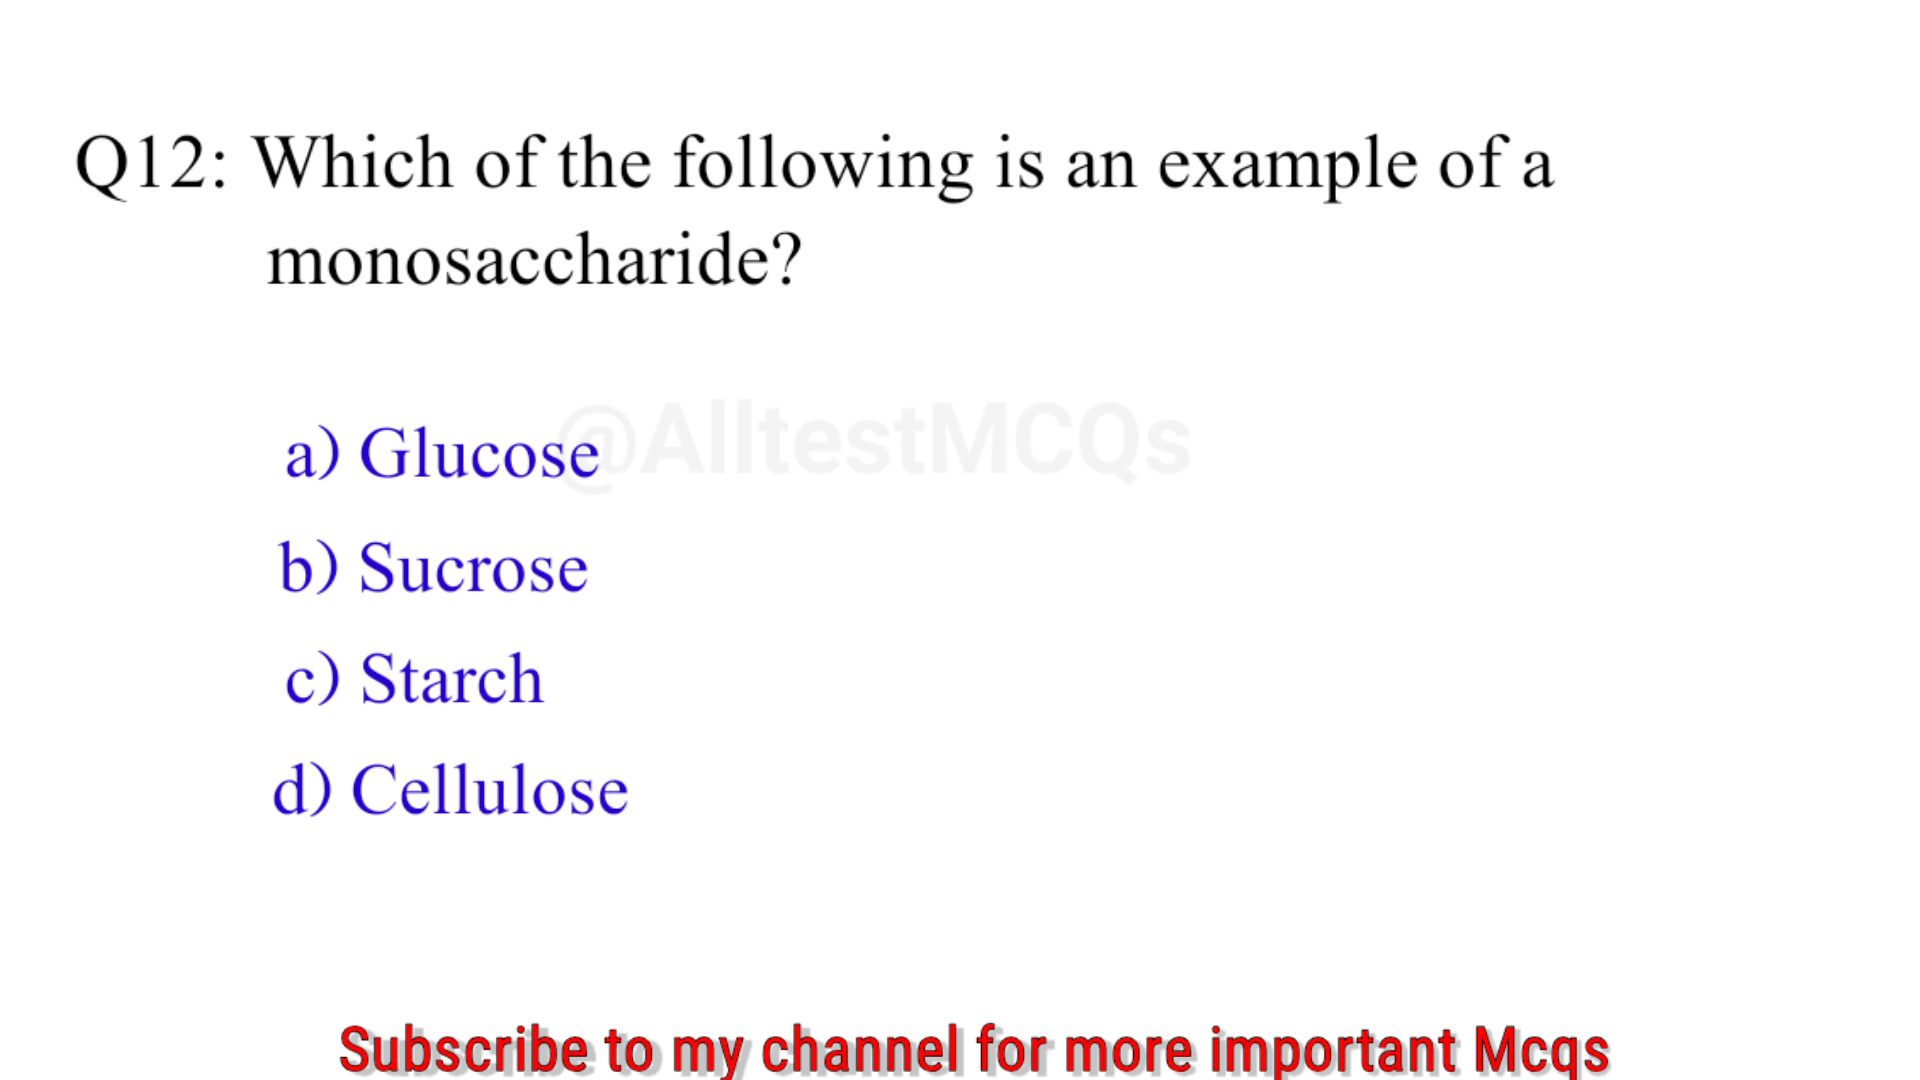 Q12: Which of the following is an example of a
monosaccharide?
@AlltestMCQs
a) Glucose
b) Sucrose
c) Starch
d) Cellulose
Subscribe to my channel for more important Mcqs